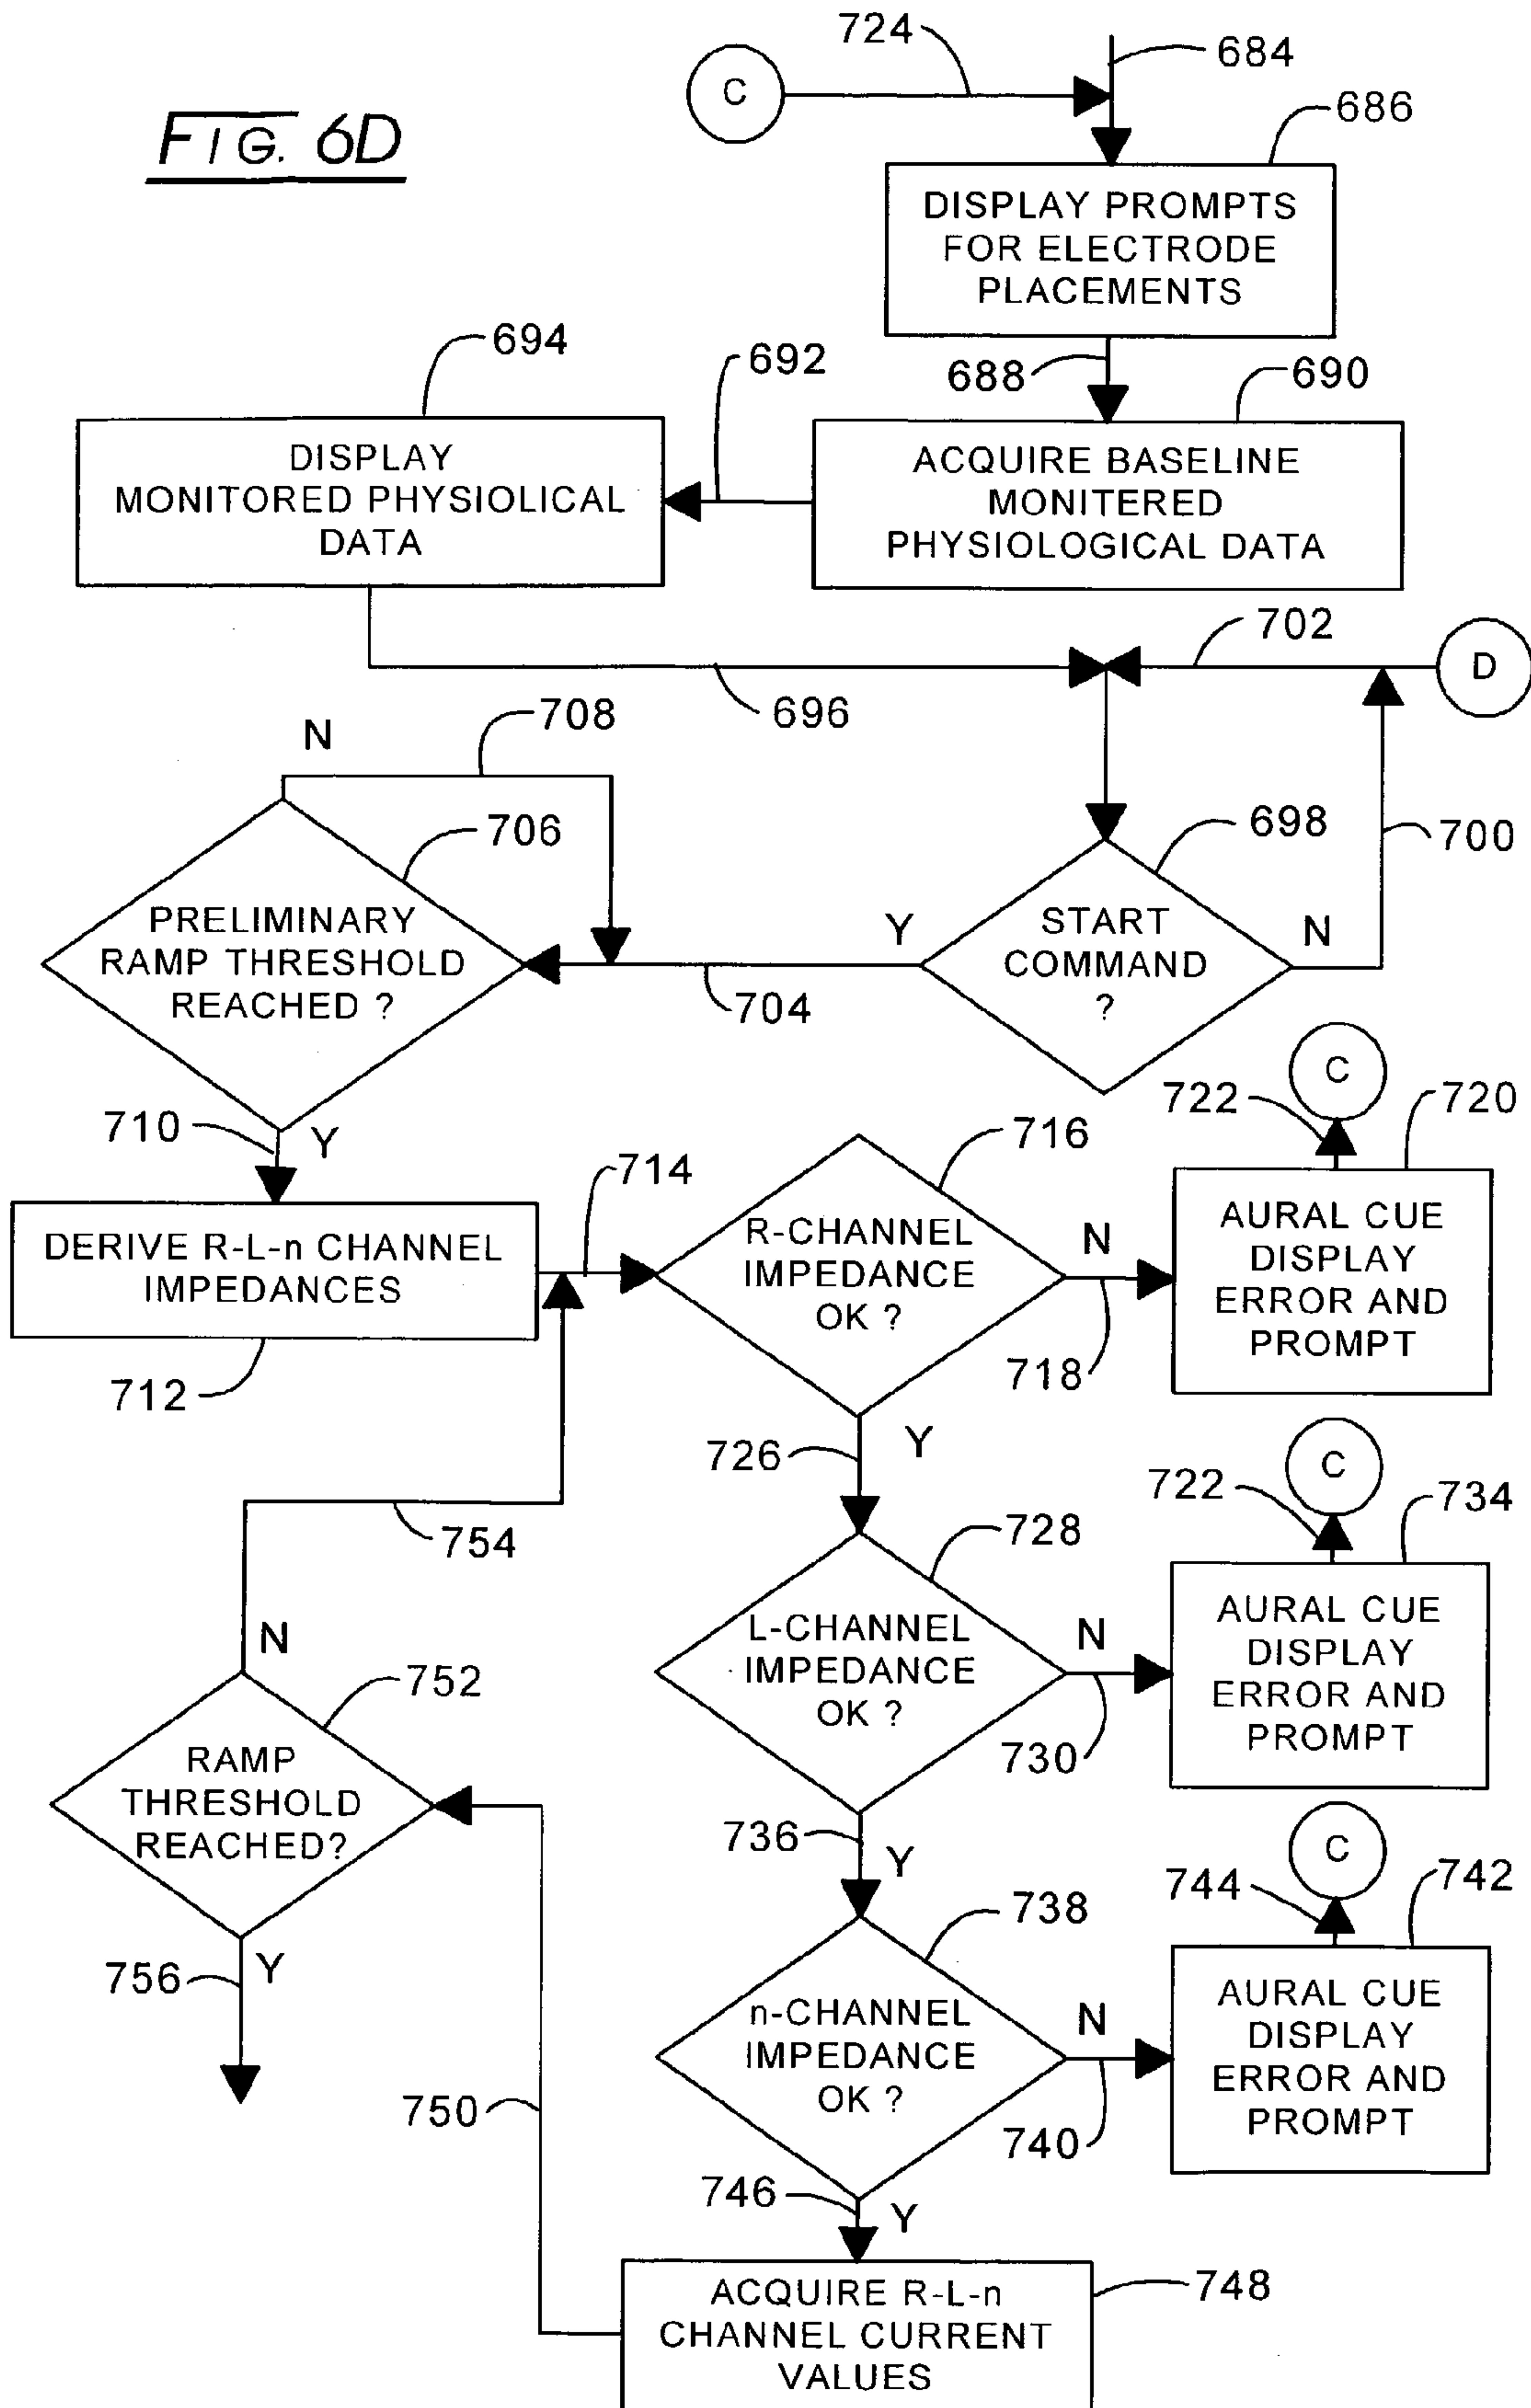 FIG. 6D
724
684
C
686
DISPLAY PROMPTS
FOR ELECTRODE
PLACEMENTS
694
692
688
690
DISPLAY
MONITORED PHYSIOLICAL
DATA
ACQUIRE BASELINE
MONITERED
PHYSIOLOGICAL DATA
702
D
696
708
N
706
698
700
PRELIMINARY
RAMP THRESHOLD
REACHED ?
Y
START
COMMAND
?
N
704
C
722
720
710
Y
716
714
DERIVE R-L-n CHANNEL
IMPEDANCES
R-CHANNEL
IMPEDANCE
OK ?
N
AURAL CUE
DISPLAY
ERROR AND
PROMPT
718
712
726
Y
C
722
734
754
728
N
L-CHANNEL
IMPEDANCE
OK ?
N
AURAL CUE
DISPLAY
ERROR AND
PROMPT
752
730
RAMP
THRESHOLD
REACHED?
736
Y
C
744
742
738
756
Y
n-CHANNEL
IMPEDANCE
OK ?
N
AURAL CUE
DISPLAY
ERROR AND
PROMPT
750
740
746
Y
ACQUIRE R-L-n
CHANNEL CURRENT
VALUES
748